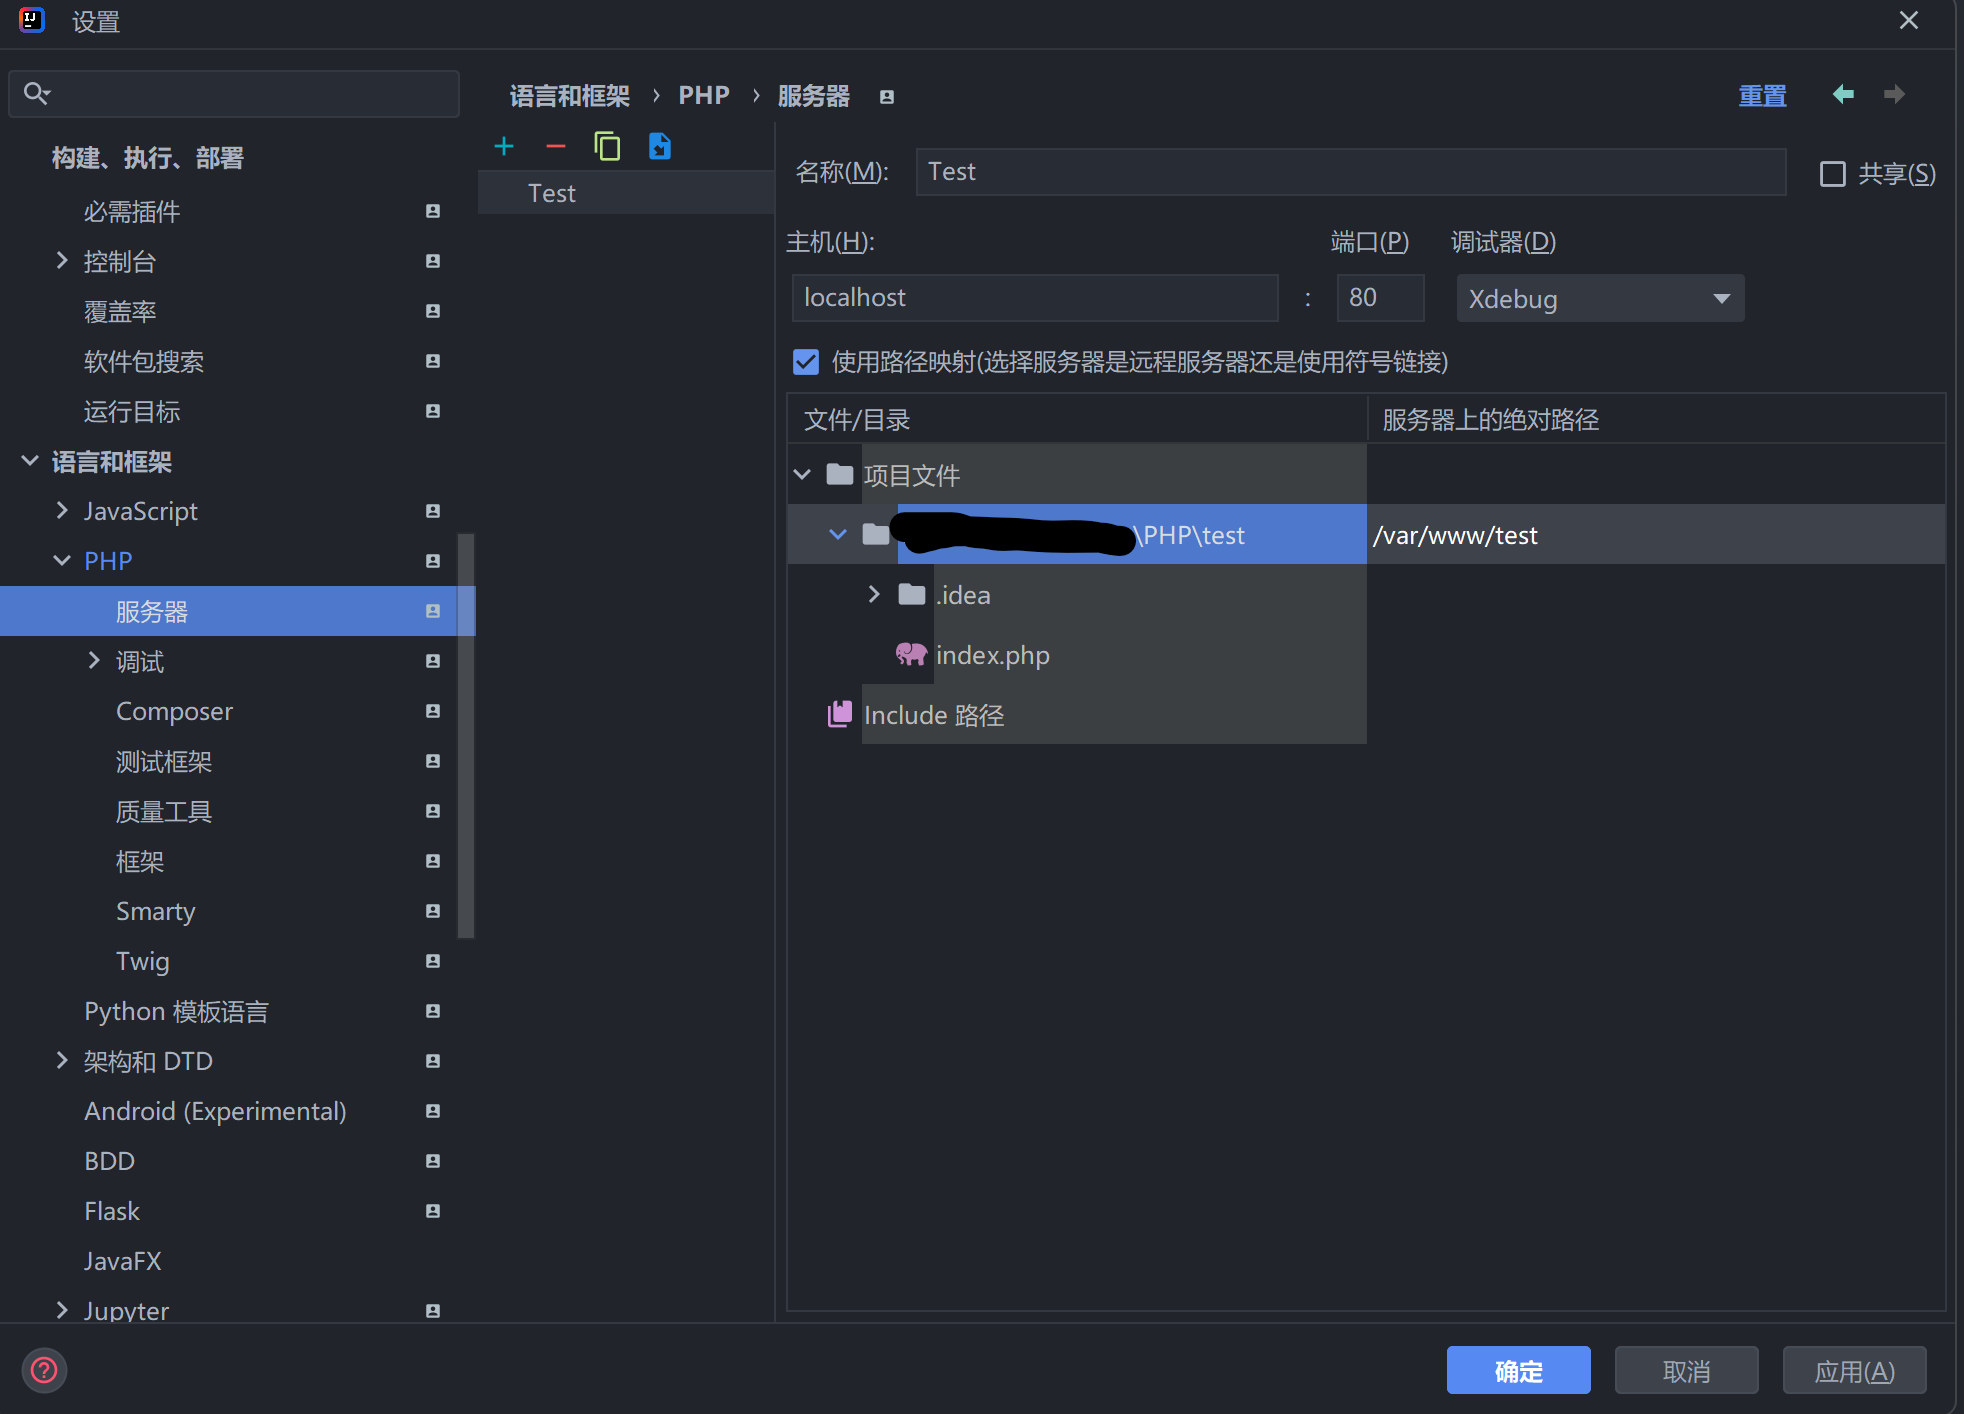 设置
构建、执行、部署
必需插件
控制台
覆盖率
软件包搜索
运行目标
语言和框架
JavaScript
PHP
服务器
调试
Composer
测试框架
质量工具
框架
Smarty
Twig
Python 模板语言
架构和 DTD
Android (Experimental)
BDD
Flask
JavaFX
Jupyter
语言和框架 › PHP › 服务器
重置
Test
名称(M): Test
共享(S)
主机(H): 端口(P) 调试器(D)
localhost : 80 Xdebug
使用路径映射(选择服务器是远程服务器还是使用符号链接)
文件/目录 服务器上的绝对路径
项目文件
\PHP\test /var/www/test
.idea
index.php
Include 路径
确定 取消 应用(A)